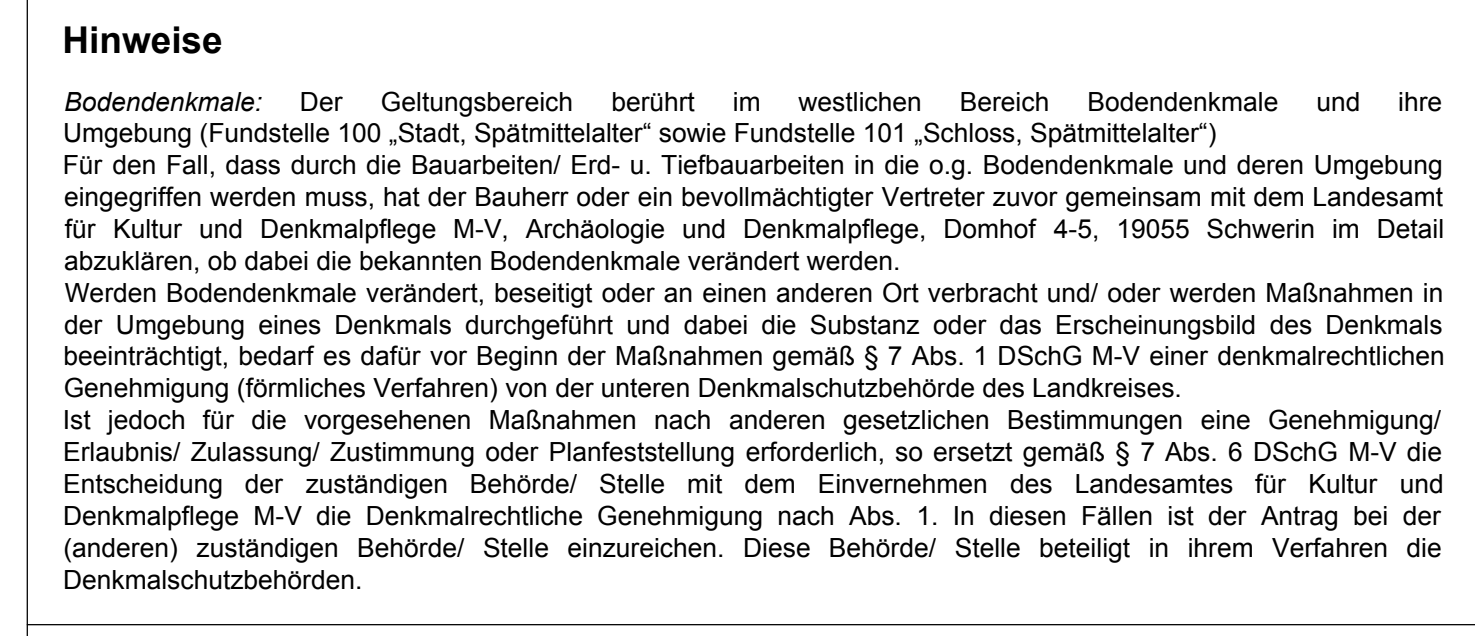 Hinweise
Bodendenkmale: Der Geltungsbereich berührt im westlichen Bereich Bodendenkmale und ihre
Umgebung (Fundstelle 100 „Stadt, Spätmittelalter“ sowie Fundstelle 101 „Schloss, Spätmittelalter“)
Für den Fall, dass durch die Bauarbeiten/ Erd- u. Tiefbauarbeiten in die o.g. Bodendenkmale und deren Umgebung
eingegriffen werden muss, hat der Bauherr oder ein bevollmächtigter Vertreter zuvor gemeinsam mit dem Landesamt
für Kultur und Denkmalpflege M-V, Archäologie und Denkmalpflege, Domhof 4-5, 19055 Schwerin im Detail
abzuklären, ob dabei die bekannten Bodendenkmale verändert werden.
Werden Bodendenkmale verändert, beseitigt oder an einen anderen Ort verbracht und/ oder werden Maßnahmen in
der Umgebung eines Denkmals durchgeführt und dabei die Substanz oder das Erscheinungsbild des Denkmals
beeinträchtigt, bedarf es dafür vor Beginn der Maßnahmen gemäß § 7 Abs. 1 DSchG M-V einer denkmalrechtlichen
Genehmigung (förmliches Verfahren) von der unteren Denkmalschutzbehörde des Landkreises.
Ist jedoch für die vorgesehenen Maßnahmen nach anderen gesetzlichen Bestimmungen eine Genehmigung/
Erlaubnis/ Zulassung/ Zustimmung oder Planfeststellung erforderlich, so ersetzt gemäß § 7 Abs. 6 DSchG M-V die
Entscheidung der zuständigen Behörde/ Stelle mit dem Einvernehmen des Landesamtes für Kultur und
Denkmalpflege M-V die Denkmalrechtliche Genehmigung nach Abs. 1. In diesen Fällen ist der Antrag bei der
(anderen) zuständigen Behörde/ Stelle einzureichen. Diese Behörde/ Stelle beteiligt in ihrem Verfahren die
Denkmalschutzbehörden.